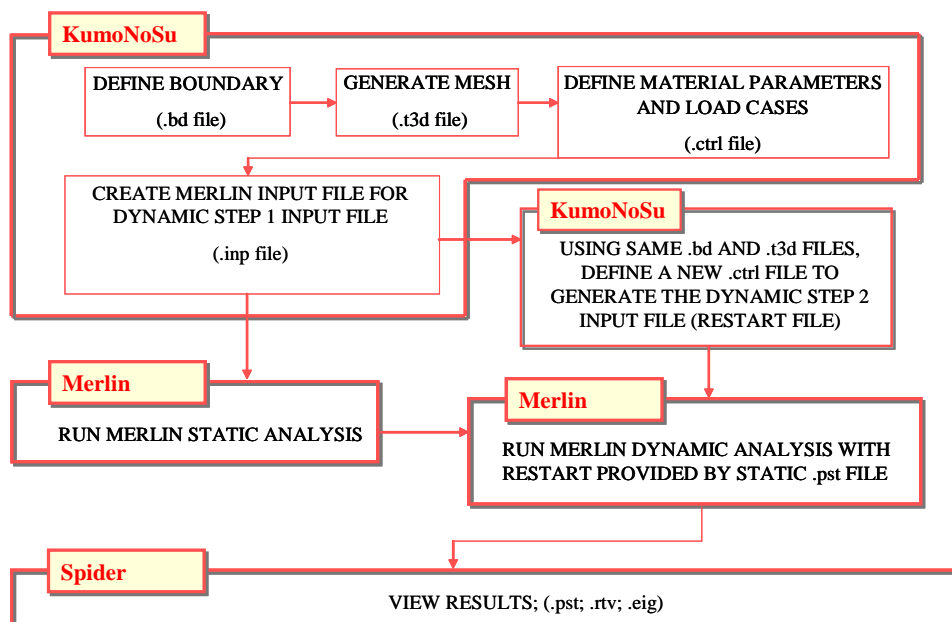 KumoNoSu
DEFINE BOUNDARY
(.bd file)
GENERATE MESH
(.t3d file)
DEFINE MATERIAL PARAMETERS
AND LOAD CASES
(.ctrl file)
CREATE MERLIN INPUT FILE FOR
DYNAMIC STEP 1 INPUT FILE
(.inp file)
KumoNoSu
USING SAME .bd AND .t3d FILES,
DEFINE A NEW .ctrl FILE TO
GENERATE THE DYNAMIC STEP 2
INPUT FILE (RESTART FILE)
Merlin
RUN MERLIN STATIC ANALYSIS
Merlin
RUN MERLIN DYNAMIC ANALYSIS WITH
RESTART PROVIDED BY STATIC .pst FILE
Spider
VIEW RESULTS; (.pst; .rtv; .eig)